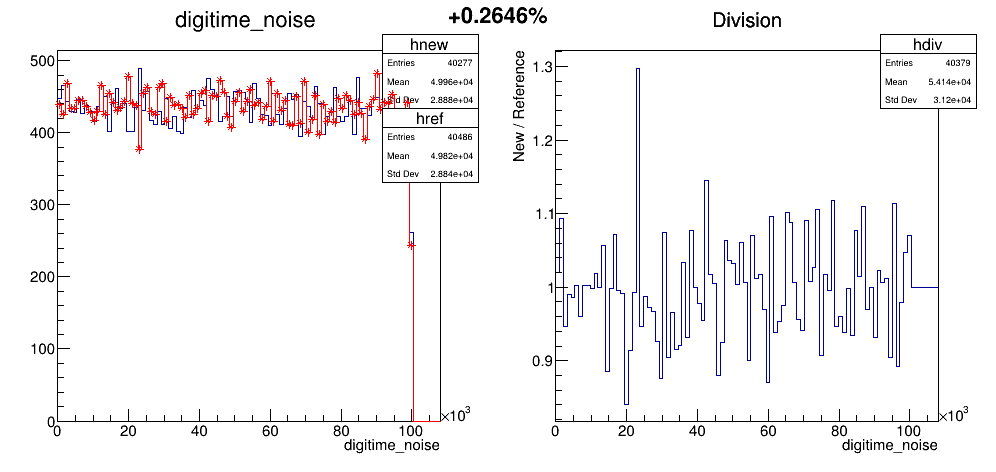 digitime_noise
+0.2646%
Division
hnew
Entries 40277
Mean 4.996e+04
Std Dev 2.888e+04
href
Entries 40486
Mean 4.982e+04
Std Dev 2.884e+04
500
400
300
200
100
0
0 20 40 60 80 100
×10³
digitime_noise
hdiv
Entries 40379
Mean 5.414e+04
Std Dev 3.12e+04
New / Reference
1.3
1.2
1.1
1
0.9
0 20 40 60 80 100
×10³
digitime_noise